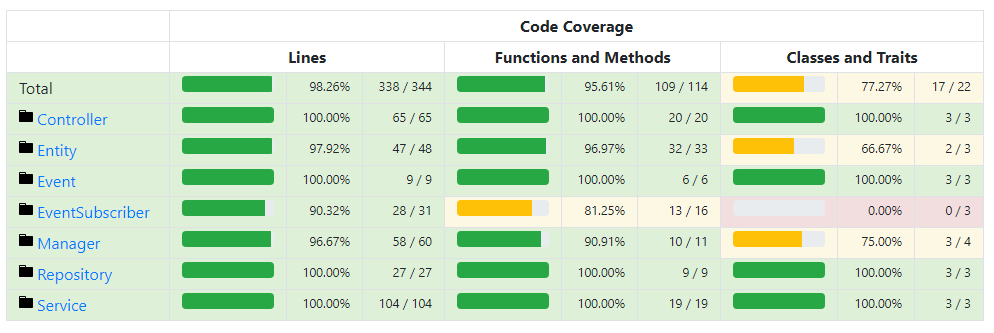 Code Coverage
Lines Functions and Methods Classes and Traits
Total 98.26% 338 / 344 95.61% 109 / 114 77.27% 17 / 22
Controller 100.00% 65 / 65 100.00% 20 / 20 100.00% 3 / 3
Entity 97.92% 47 / 48 96.97% 32 / 33 66.67% 2 / 3
Event 100.00% 9 / 9 100.00% 6 / 6 100.00% 3 / 3
EventSubscriber 90.32% 28 / 31 81.25% 13 / 16 0.00% 0 / 3
Manager 96.67% 58 / 60 90.91% 10 / 11 75.00% 3 / 4
Repository 100.00% 27 / 27 100.00% 9 / 9 100.00% 3 / 3
Service 100.00% 104 / 104 100.00% 19 / 19 100.00% 3 / 3